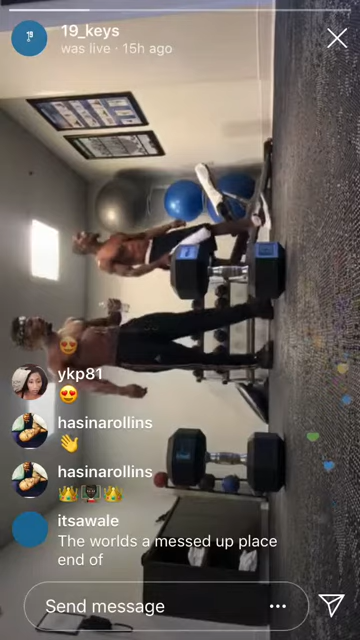 19_keys
was live · 15h ago
ykp81
hasinarollins
hasinarollins
itsawale
The worlds a messed up place
end of
Send message